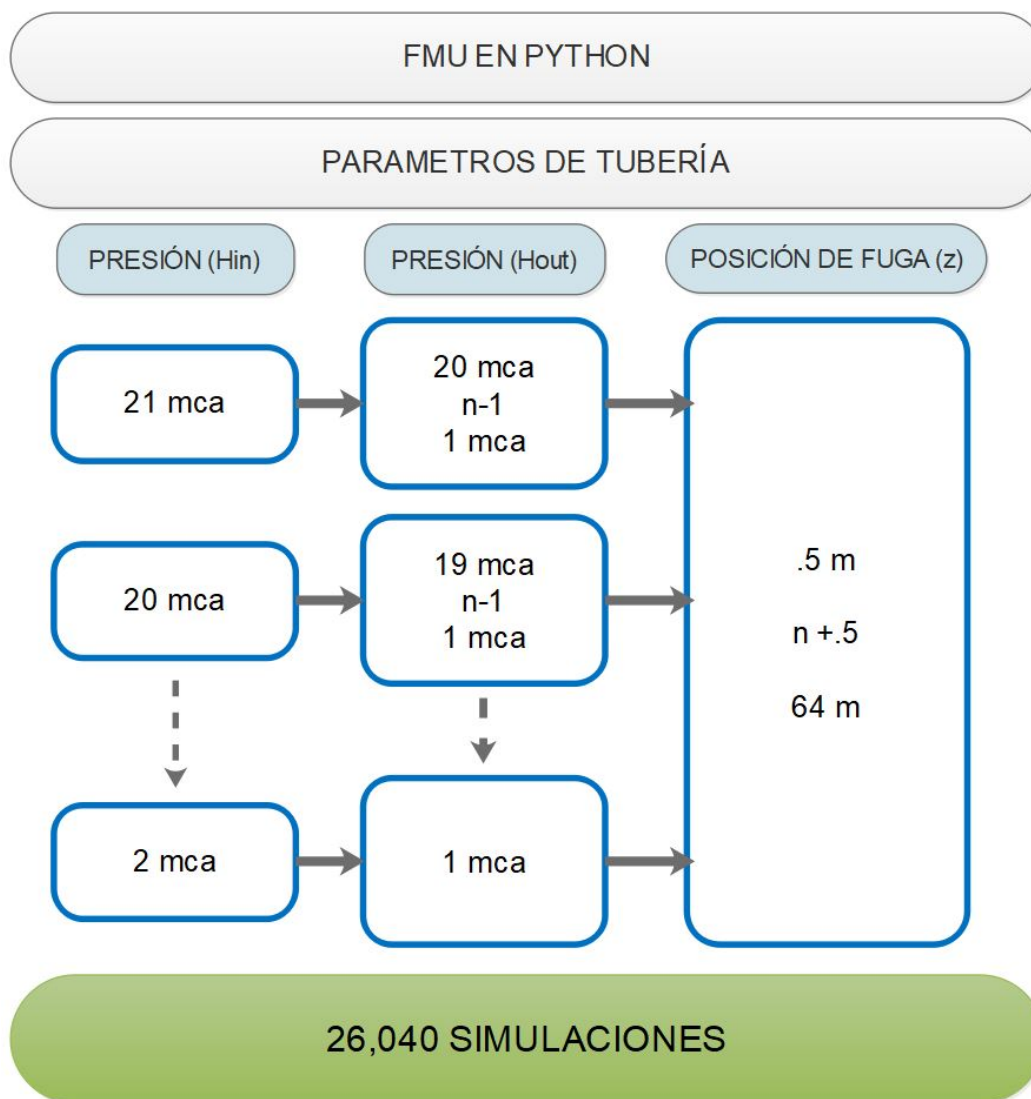 FMU EN PYTHON
PARAMETROS DE TUBERÍA
PRESIÓN (Hin)
PRESIÓN (Hout)
POSICIÓN DE FUGA (z)
21 mca
20 mca
n-1
1 mca
20 mca
19 mca
n-1
1 mca
.5 m
n +.5
64 m
2 mca
1 mca
26,040 SIMULACIONES